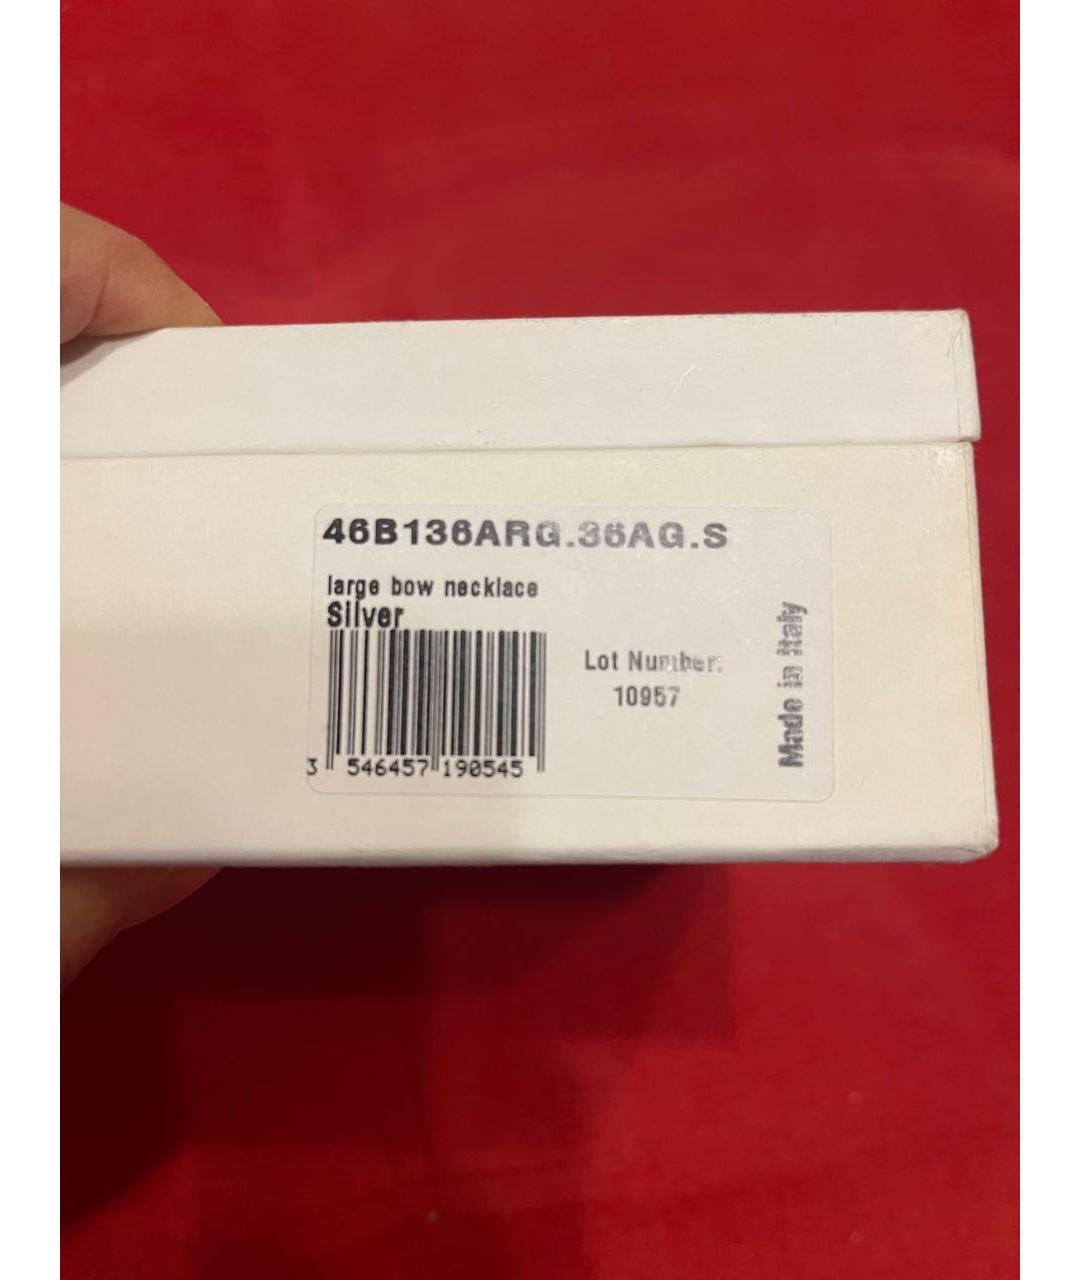 46B136ARG.36AG.S
large bow necklace
Silver
3 546457 190545
Lot Number:
10957
Made in Italy